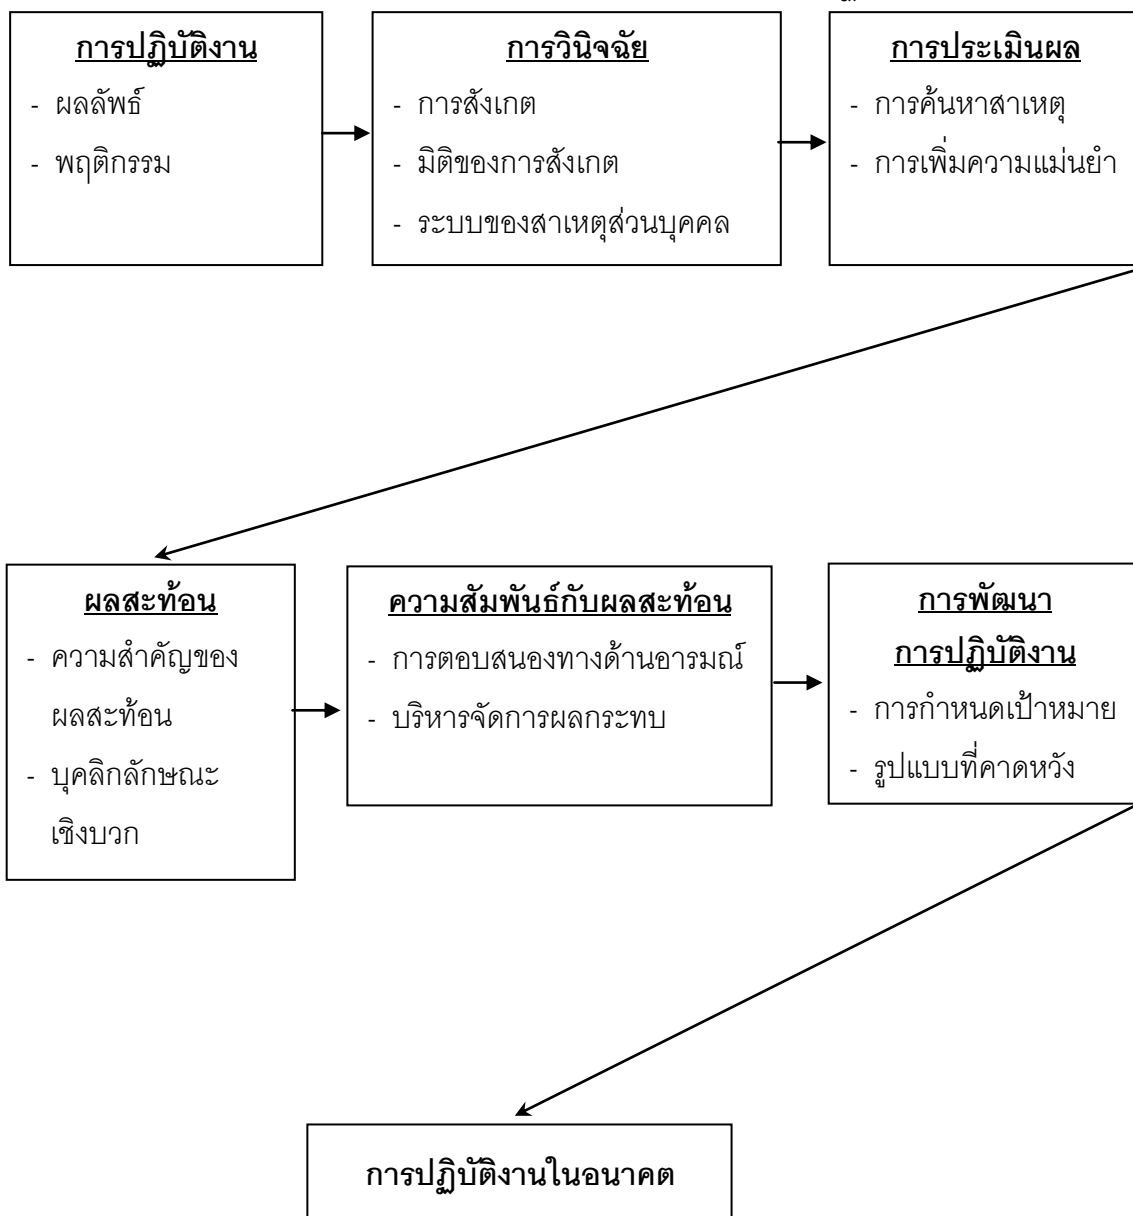 การปฏิบัติงาน
- ผลลัพธ์
- พฤติกรรม
การวินิจฉัย
- การสังเกต
- มิติของการสังเกต
- ระบบของสาเหตุส่วนบุคคล
การประเมินผล
- การค้นหาสาเหตุ
- การเพิ่มความแม่นยำ
ผลสะท้อน
- ความสำคัญของ
ผลสะท้อน
- บุคลิกลักษณะ
เชิงบวก
ความสัมพันธ์กับผลสะท้อน
- การตอบสนองทางด้านอารมณ์
- บริหารจัดการผลกระทบ
การพัฒนา
การปฏิบัติงาน
- การกำหนดเป้าหมาย
- รูปแบบที่คาดหวัง
การปฏิบัติงานในอนาคต